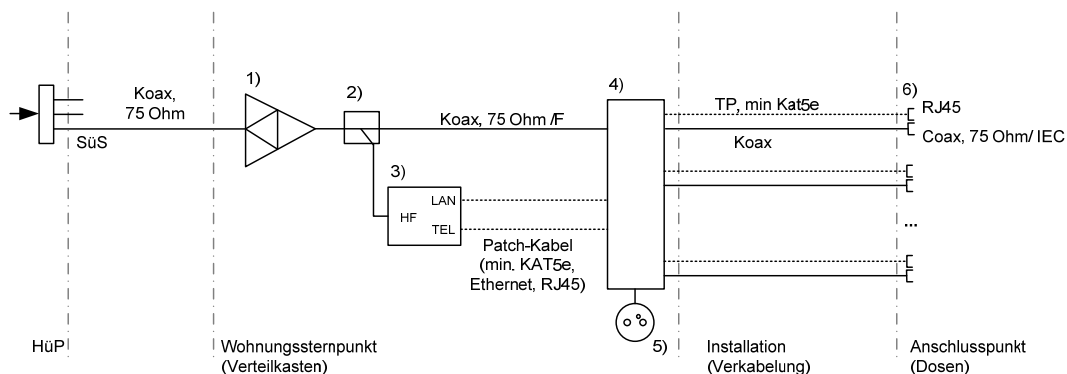 Koax,
75 Ohm
SüS
1)
2)
Koax, 75 Ohm /F
3)
LAN
HF
TEL
Patch-Kabel
(min. KAT5e,
Ethernet, RJ45)
4)
5)
TP, min Kat5e
Koax
6)
RJ45
Coax, 75 Ohm/ IEC
...
HüP
Wohnungssternpunkt
(Verteilkasten)
Installation
(Verkabelung)
Anschlusspunkt
(Dosen)